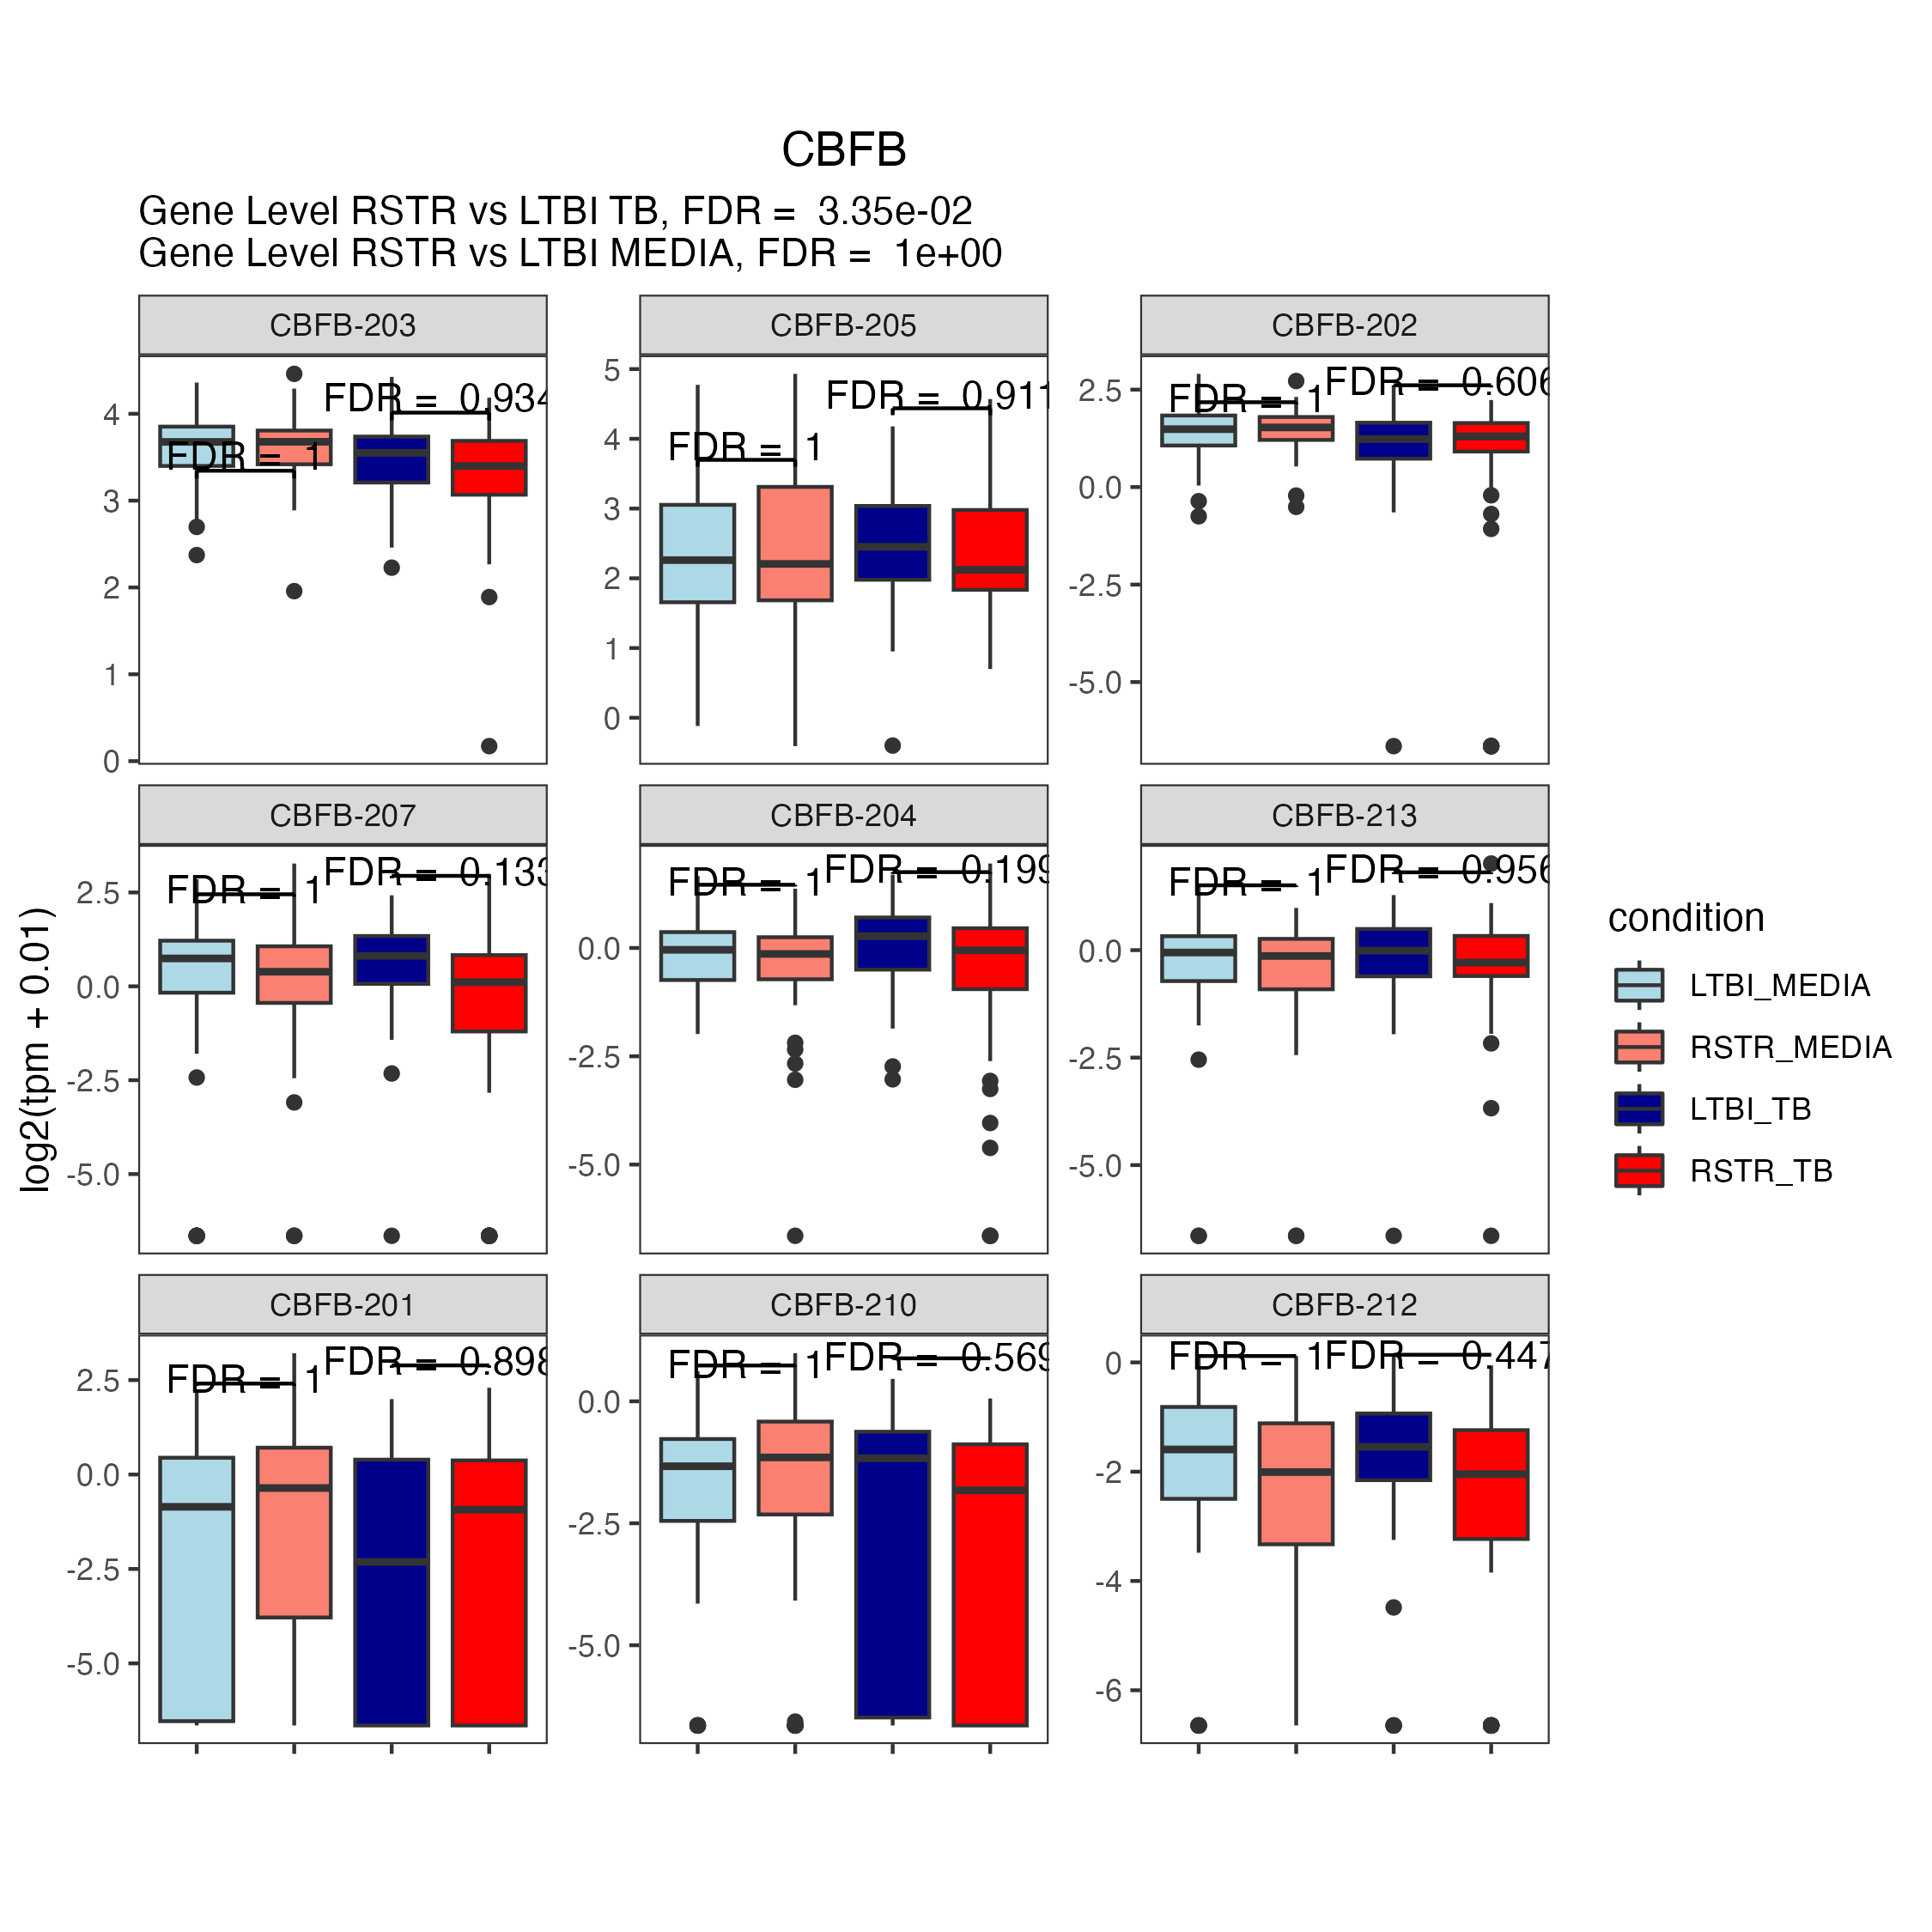 CBFB
Gene Level RSTR vs LTBI TB, FDR =  3.35e-02
Gene Level RSTR vs LTBI MEDIA, FDR =  1e+00
CBFB-203
CBFB-205
CBFB-202
4
3
2
1
0
FDR =  1
FDR =  0.934
5
4
3
2
1
0
FDR =  1
FDR =  0.911
2.5
0.0
-2.5
-5.0
FDR =  1
FDR =  0.606
CBFB-207
CBFB-204
CBFB-213
2.5
0.0
-2.5
-5.0
FDR =  1
FDR =  0.133
0.0
-2.5
-5.0
FDR =  1
FDR =  0.199
0.0
-2.5
-5.0
FDR =  1
FDR =  0.956
CBFB-201
CBFB-210
CBFB-212
2.5
0.0
-2.5
-5.0
FDR =  1
FDR =  0.898
0.0
-2.5
-5.0
FDR =  1
FDR =  0.569
0
-2
-4
-6
FDR =  1
FDR =  0.447
log2(tpm + 0.01)
condition
LTBI_MEDIA
RSTR_MEDIA
LTBI_TB
RSTR_TB